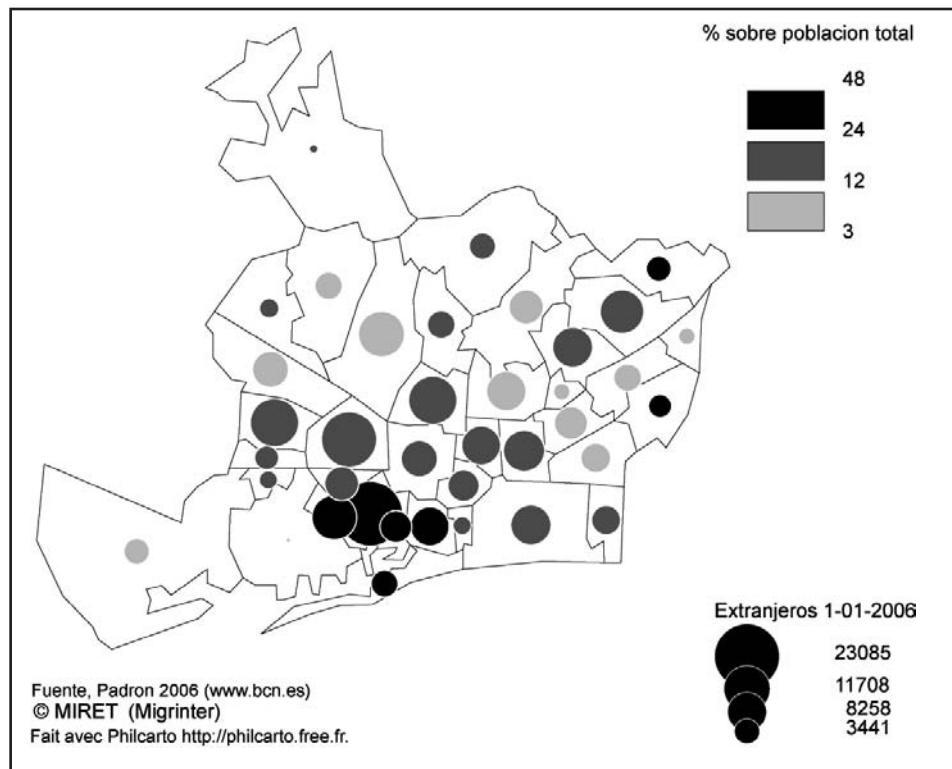 % sobre poblacion total
48
24
12
3
Extranjeros 1-01-2006
23085
11708
8258
3441
Fuente, Padron 2006 (www.bcn.es)
© MIRET (Migrinter)
Fait avec Philcarto http://philcarto.free.fr.